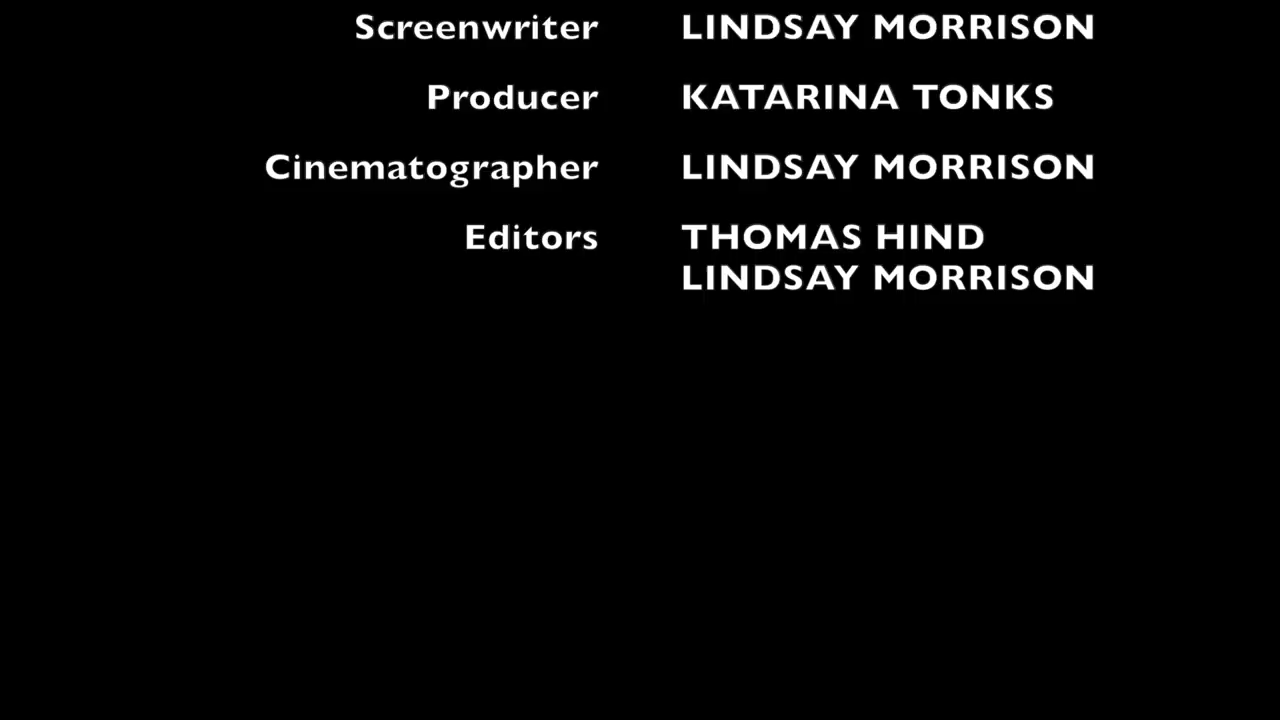 Screenwriter LINDSAY MORRISON
Producer KATARINA TONKS
Cinematographer LINDSAY MORRISON
Editors THOMAS HIND
LINDSAY MORRISON